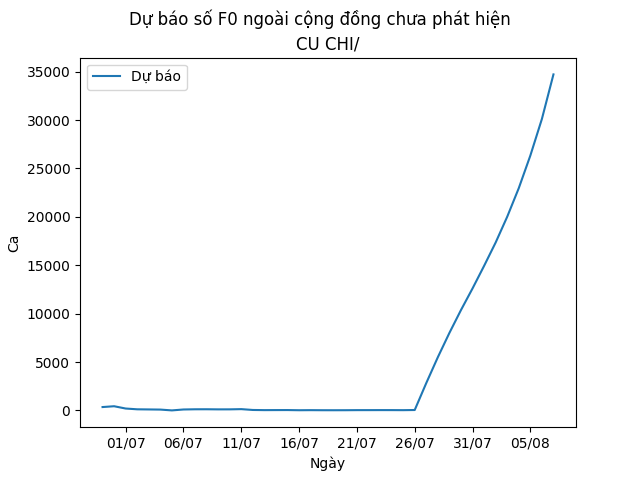 Dự báo số F0 ngoài cộng đồng chưa phát hiện
CU CHI/
Dự báo
35000
30000
25000
20000
15000
10000
5000
0
Ca
01/07 06/07 11/07 16/07 21/07 26/07 31/07 05/08
Ngày